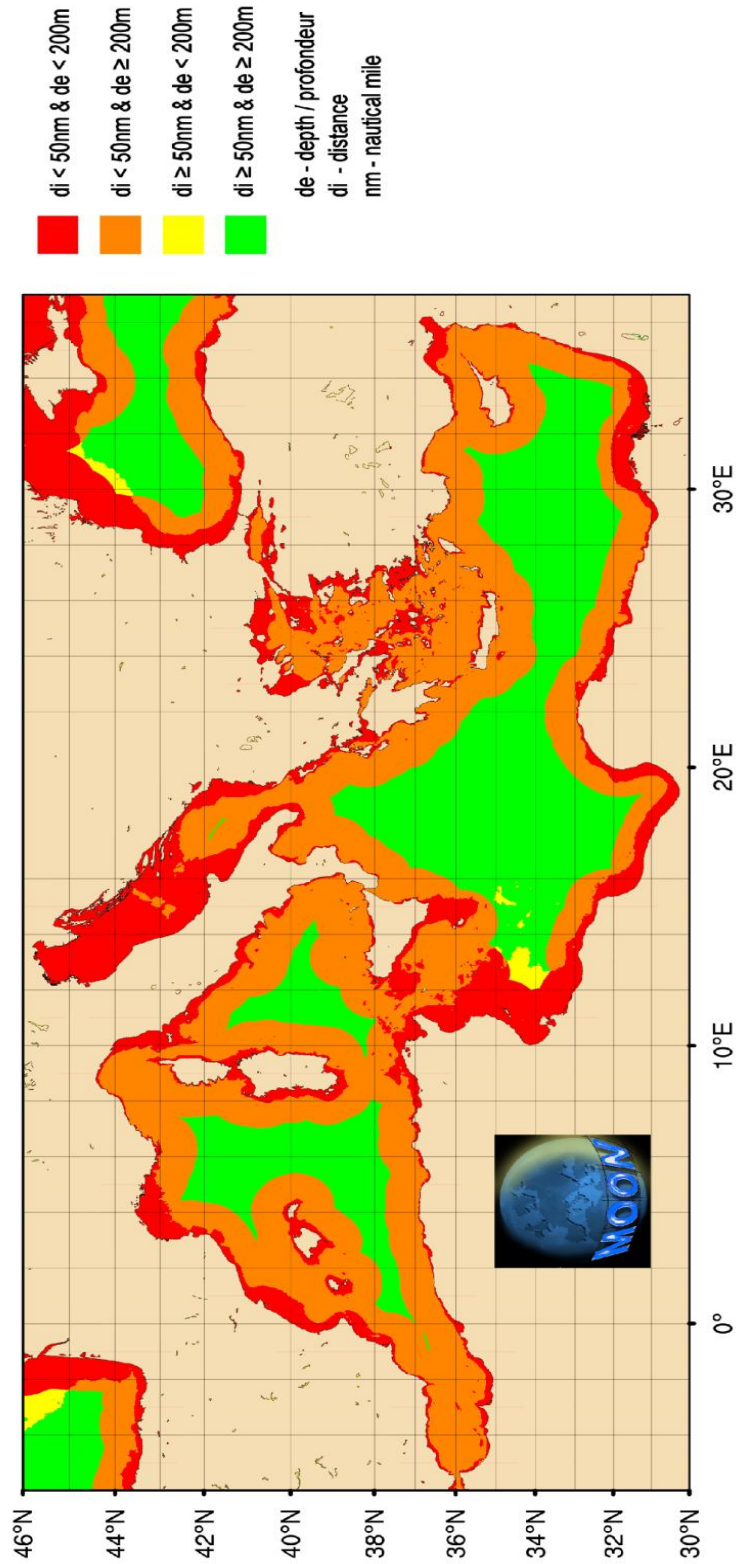 46°N
44°N
42°N
40°N
38°N
36°N
34°N
32°N
30°N
0°
10°E
20°E
30°E
MOON
di < 50nm & de < 200m
di < 50nm & de ≥ 200m
di ≥ 50nm & de < 200m
di ≥ 50nm & de ≥ 200m
de - depth / profondeur
di - distance
nm - nautical mile